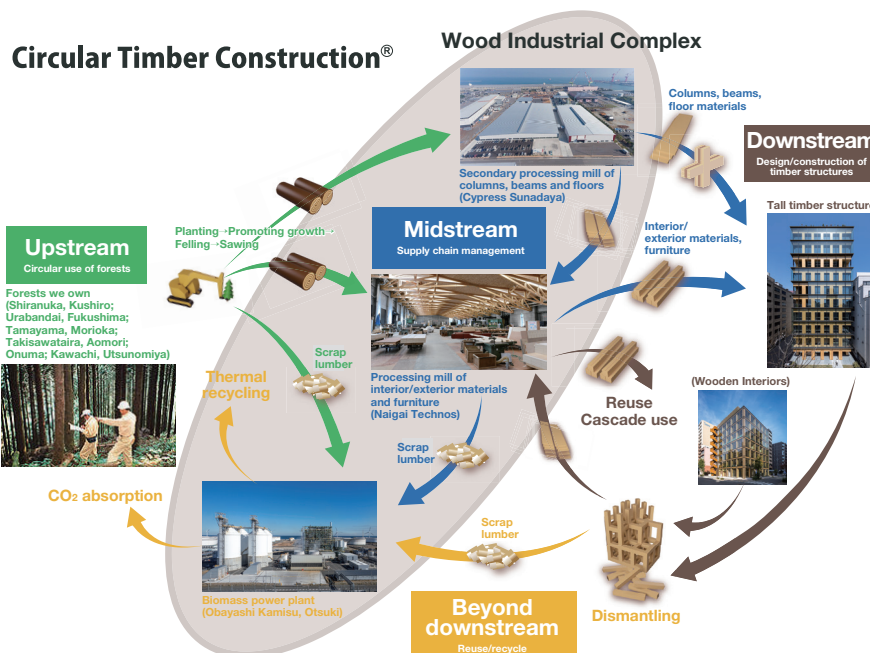 Circular Timber Construction®
Wood Industrial Complex
Columns, beams,
floor materials
Downstream
Design/construction of
timber structures
Secondary processing mill of
columns, beams and floors
(Cypress Sunadaya)
Tall timber structure
Planting→Promoting growth→
Felling→Sawing
Midstream
Supply chain management
Interior/
exterior materials,
furniture
Upstream
Circular use of forests
Forests we own
(Shiranuka, Kushiro;
Urabandai, Fukushima;
Tamayama, Morioka;
Takisawataira, Aomori;
Onuma; Kawachi, Utsunomiya)
Scrap
lumber
Thermal
recycling
Processing mill of
interior/exterior materials
and furniture
(Naigai Technos)
(Wooden Interiors)
Reuse
Cascade use
Scrap
lumber
CO₂ absorption
Scrap
lumber
Biomass power plant
(Obayashi Kamisu, Otsuki)
Beyond
downstream
Reuse/recycle
Dismantling